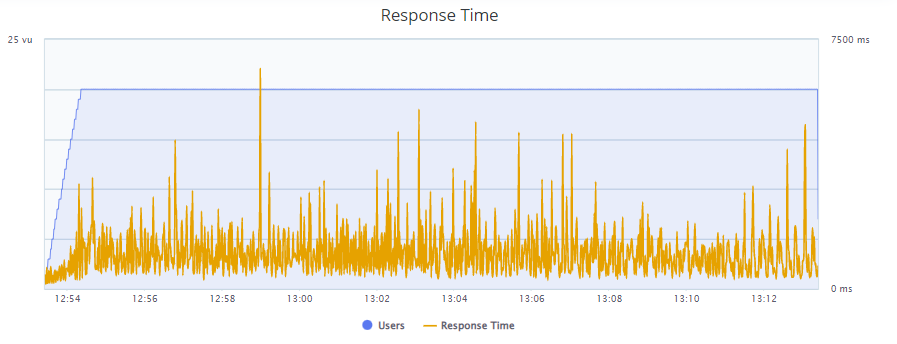 Response Time
25 vu
7500 ms
0 ms
12:54 12:56 12:58 13:00 13:02 13:04 13:06 13:08 13:10 13:12
Users Response Time